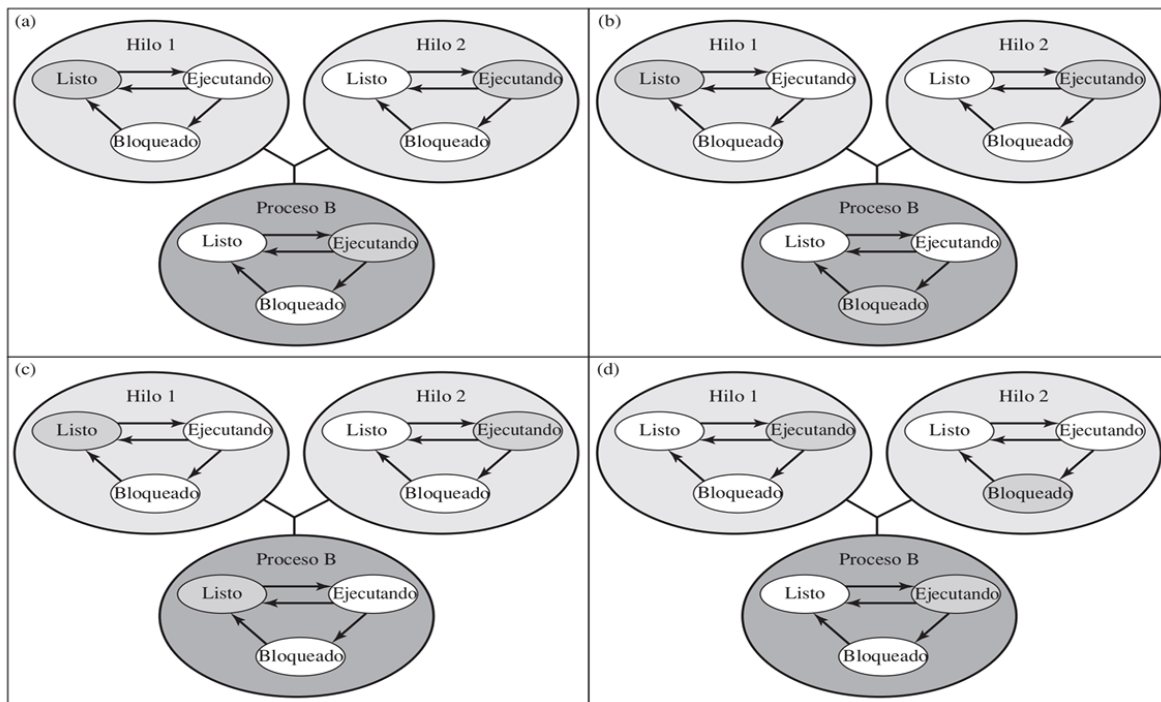 (a)
Hilo 1
Listo
Ejecutando
Bloqueado
Hilo 2
Listo
Ejecutando
Bloqueado
Proceso B
Listo
Ejecutando
Bloqueado
(b)
Hilo 1
Listo
Ejecutando
Bloqueado
Hilo 2
Listo
Ejecutando
Bloqueado
Proceso B
Listo
Ejecutando
Bloqueado
(c)
Hilo 1
Listo
Ejecutando
Bloqueado
Hilo 2
Listo
Ejecutando
Bloqueado
Proceso B
Listo
Ejecutando
Bloqueado
(d)
Hilo 1
Listo
Ejecutando
Bloqueado
Hilo 2
Listo
Ejecutando
Bloqueado
Proceso B
Listo
Ejecutando
Bloqueado